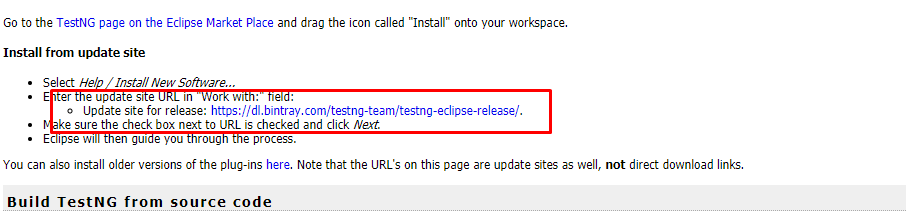 Go to the TestNG page on the Eclipse Market Place and drag the icon called "Install" onto your workspace.
Install from update site
Select Help / Install New Software...
Enter the update site URL in "Work with:" field:
Update site for release: https://dl.bintray.com/testng-team/testng-eclipse-release/.
Make sure the check box next to URL is checked and click Next.
Eclipse will then guide you through the process.
You can also install older versions of the plug-ins here. Note that the URL's on this page are update sites as well, not direct download links.
Build TestNG from source code